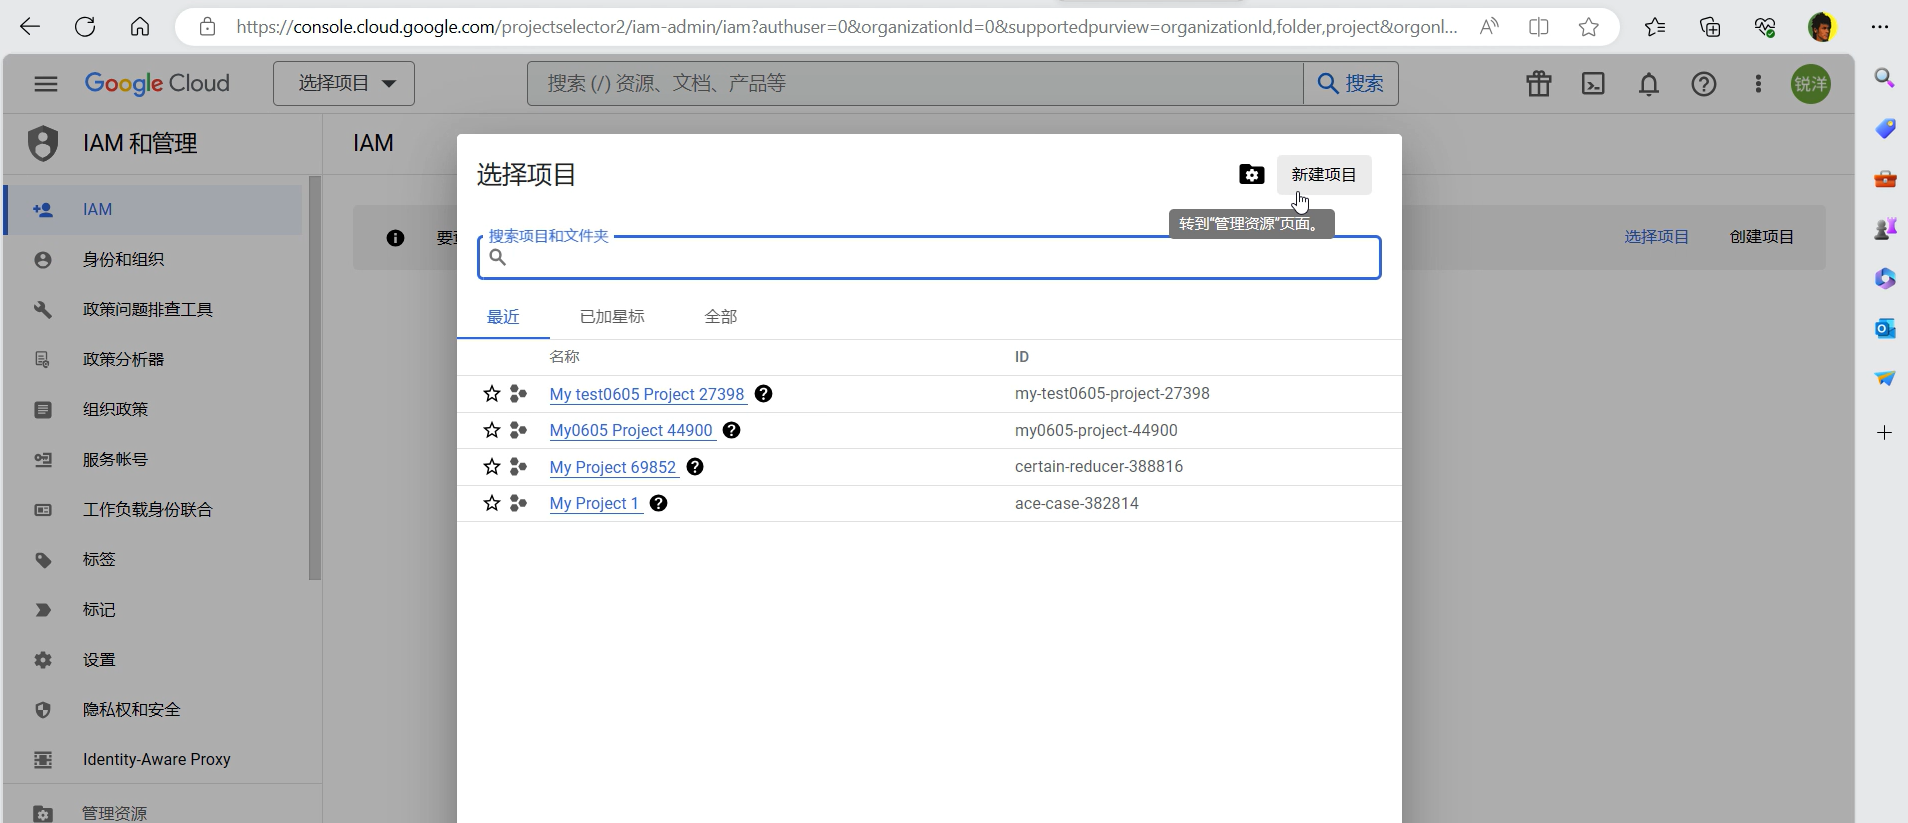 https://console.cloud.google.com/projectselector2/iam-admin/iam?authuser=0&organizationId=0&supportedpurview=organizationId,folder,project&orgonl...
Google Cloud
选择项目
搜索 (/) 资源、文档、产品等
搜索
锐洋
IAM 和管理
IAM
IAM
身份和组织
政策问题排查工具
政策分析器
组织政策
服务帐号
工作负载身份联合
标签
标记
设置
隐私权和安全
Identity-Aware Proxy
管理资源
选择项目
创建项目
选择项目
新建项目
转到“管理资源”页面。
搜索项目和文件夹
最近
已加星标
全部
名称 ID
My test0605 Project 27398 my-test0605-project-27398
My0605 Project 44900 my0605-project-44900
My Project 69852 certain-reducer-388816
My Project 1 ace-case-382814